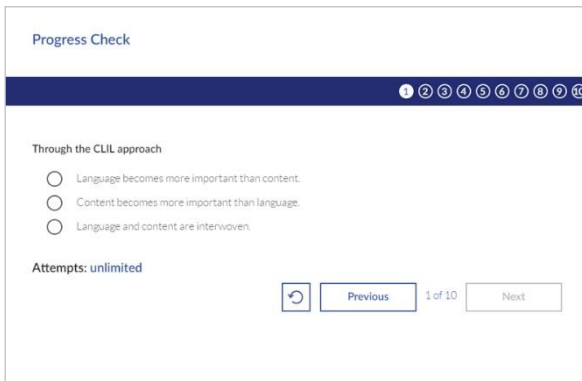 Progress Check
1 2 3 4 5 6 7 8 9 10
Through the CLIL approach
Language becomes more important than content.
Content becomes more important than language.
Language and content are interwoven.
Attempts: unlimited
Previous 1 of 10 Next